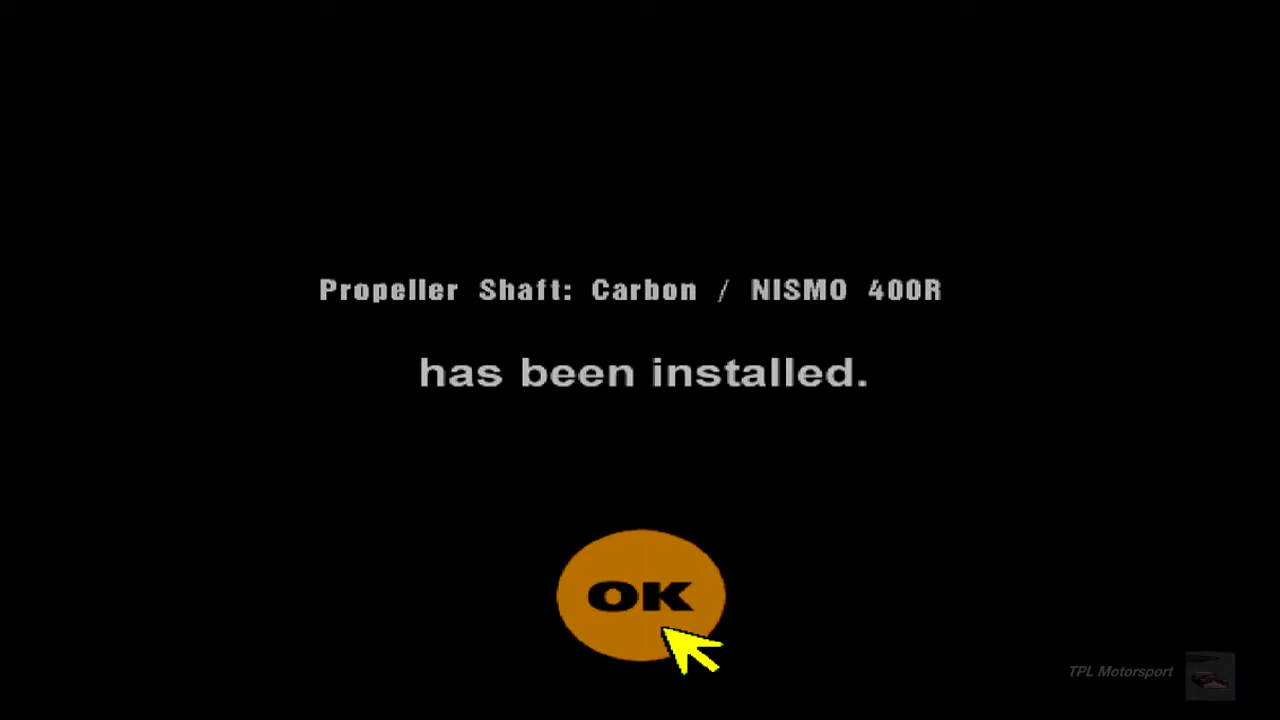 Propeller Shaft: Carbon / NISMO 400R
has been installed.
OK
TPL Motorsport